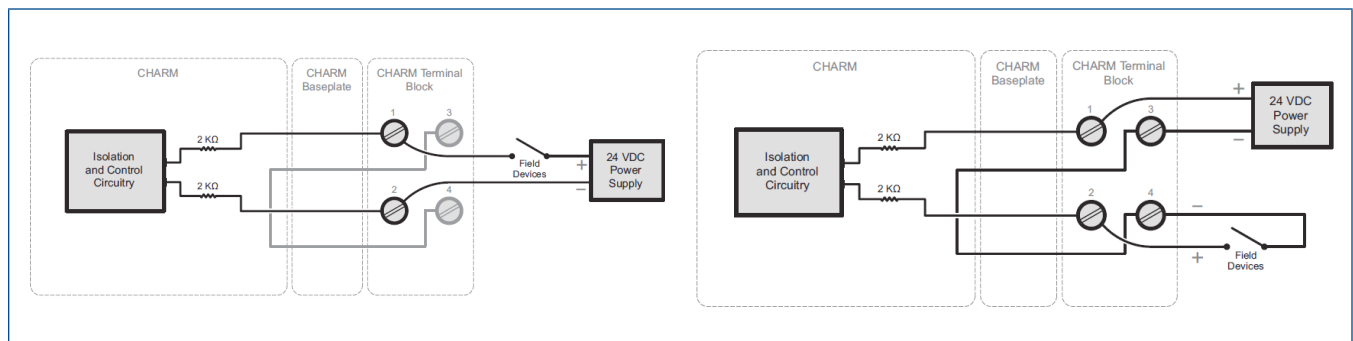 CHARM
CHARM
Baseplate
CHARM Terminal
Block
1
3
2 KΩ
Isolation
and Control
Circuitry
2 KΩ
2
4
Field
Devices
+
−
24 VDC
Power
Supply
CHARM
CHARM
Baseplate
CHARM Terminal
Block
1
3
+
−
24 VDC
Power
Supply
2 KΩ
Isolation
and Control
Circuitry
2 KΩ
2
4
−
+
Field
Devices